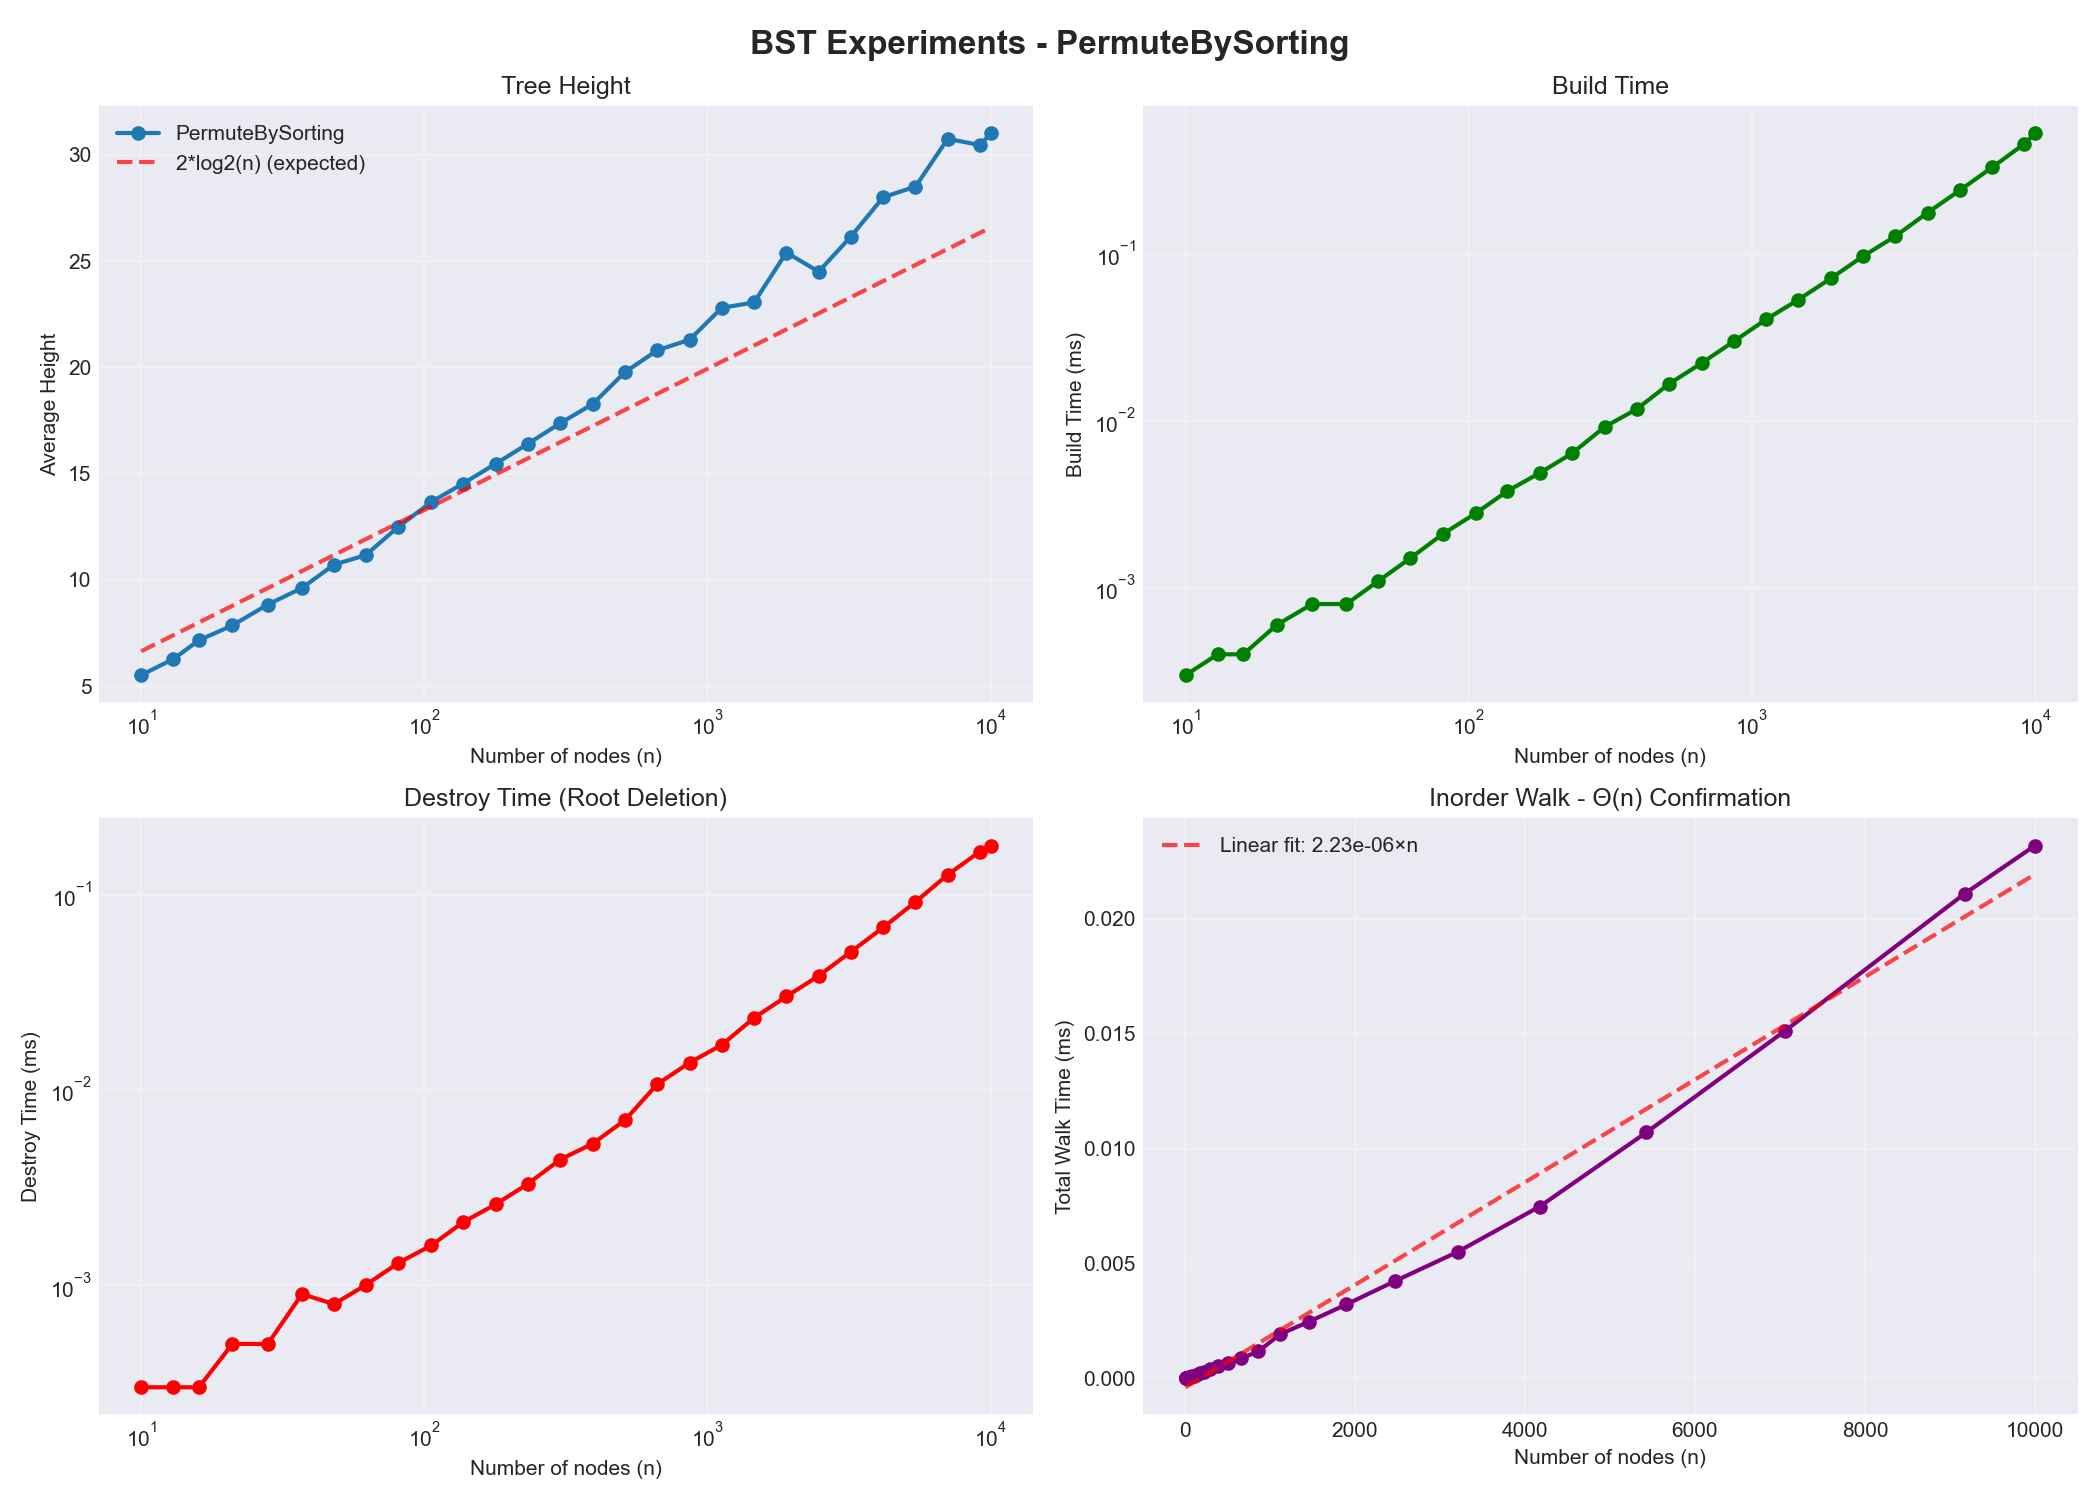 BST Experiments - PermuteBySorting
Tree Height
PermuteBySorting
2*log2(n) (expected)
Average Height
30
25
20
15
10
5
10^1 10^2 10^3 10^4
Number of nodes (n)
Build Time
Build Time (ms)
10^−1
10^−2
10^−3
10^1 10^2 10^3 10^4
Number of nodes (n)
Destroy Time (Root Deletion)
Destroy Time (ms)
10^−1
10^−2
10^−3
10^1 10^2 10^3 10^4
Number of nodes (n)
Inorder Walk - Θ(n) Confirmation
Linear fit: 2.23e-06×n
Total Walk Time (ms)
0.020
0.015
0.010
0.005
0.000
0 2000 4000 6000 8000 10000
Number of nodes (n)